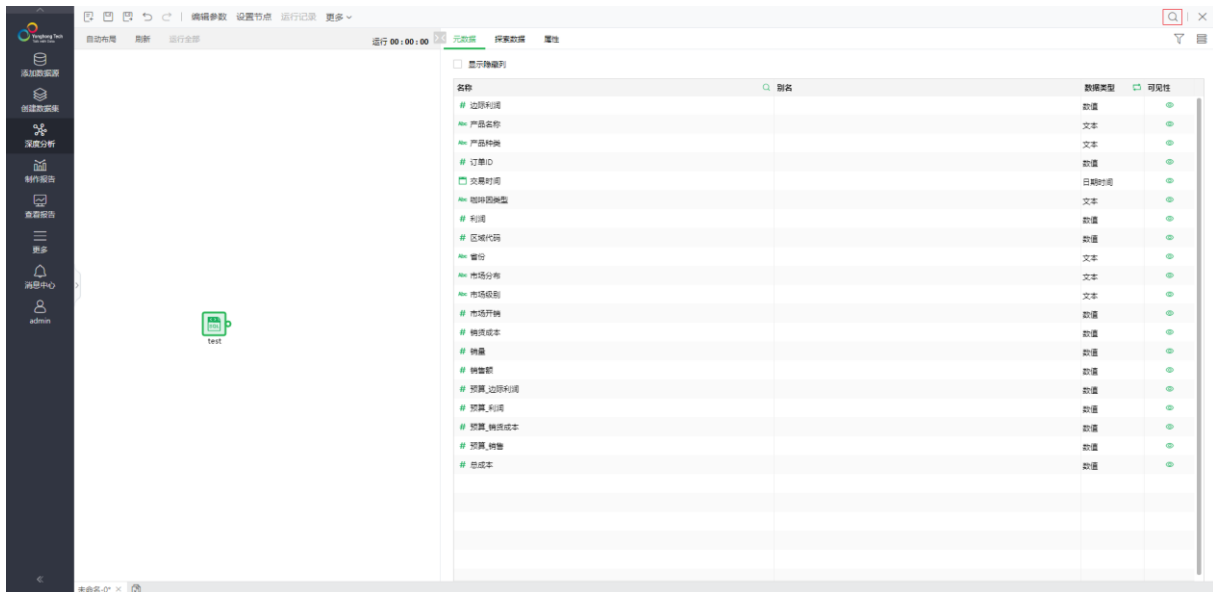 编辑参数 设置节点 运行记录 更多
Yonghong Tech
自动布局 刷新 运行全部 运行 00:00:00 元数据 探索数据 属性
添加数据源
创建数据集
深度分析
制作报告
查看报告
更多
消息中心
admin
显示隐藏列
名称 别名 数据类型 可见性
# 边际利润 数值
Abc 产品名称 文本
Abc 产品种类 文本
# 订单ID 数值
交易时间 日期时间
Abc 咖啡因类型 文本
# 利润 数值
# 区域代码 数值
Abc 省份 文本
Abc 市场分布 文本
Abc 市场级别 文本
# 市场开销 数值
# 销货成本 数值
# 销量 数值
# 销售额 数值
# 预算_边际利润 数值
# 预算_利润 数值
# 预算_销货成本 数值
# 预算_销售 数值
# 总成本 数值
SQL
test
未命名-0*